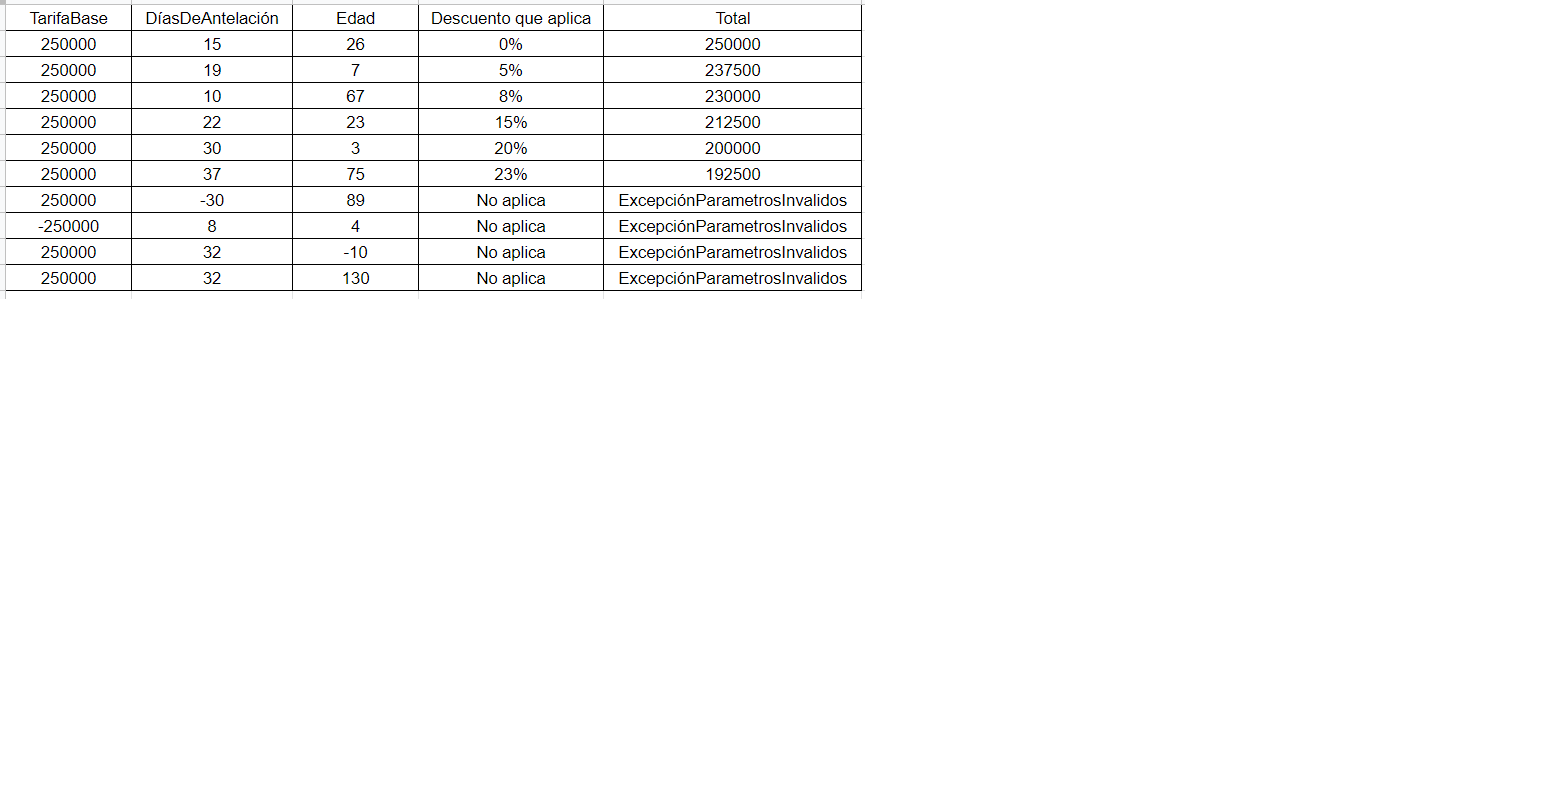 TarifaBase DíasDeAntelación Edad Descuento que aplica Total
250000 15 26 0% 250000
250000 19 7 5% 237500
250000 10 67 8% 230000
250000 22 23 15% 212500
250000 30 3 20% 200000
250000 37 75 23% 192500
250000 -30 89 No aplica ExcepciónParametrosInvalidos
-250000 8 4 No aplica ExcepciónParametrosInvalidos
250000 32 -10 No aplica ExcepciónParametrosInvalidos
250000 32 130 No aplica ExcepciónParametrosInvalidos